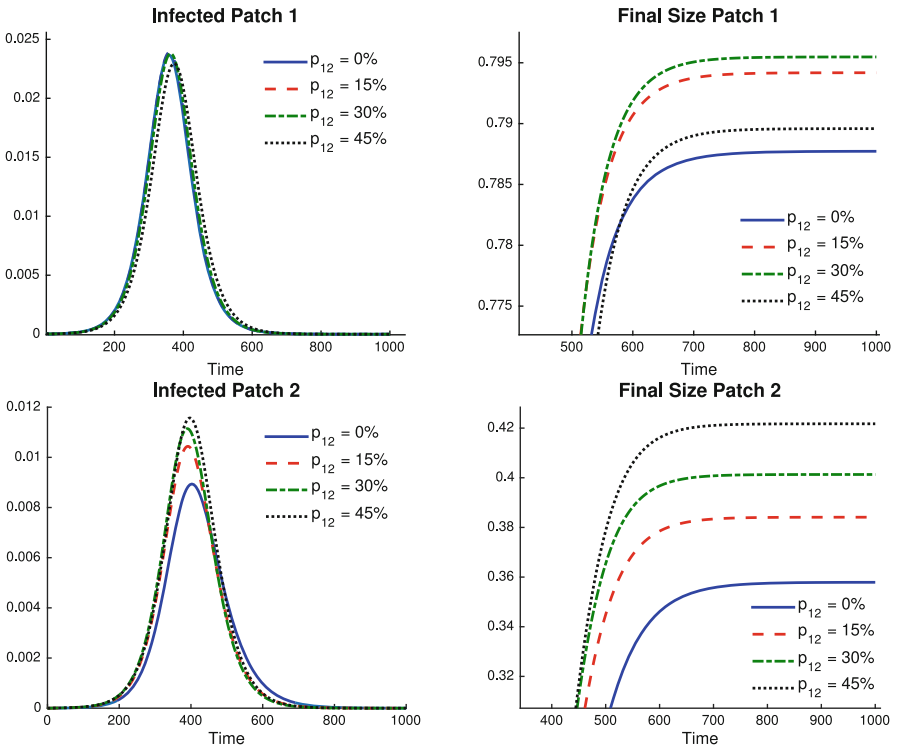 Infected Patch 1
0.025
0.02
0.015
0.01
0.005
0
200
400
600
800
1000
Time
p12 = 0%
p12 = 15%
p12 = 30%
p12 = 45%
Final Size Patch 1
0.795
0.79
0.785
0.78
0.775
500
600
700
800
900
1000
Time
p12 = 0%
p12 = 15%
p12 = 30%
p12 = 45%
Infected Patch 2
0.012
0.01
0.008
0.006
0.004
0.002
0
0
200
400
600
800
1000
Time
p12 = 0%
p12 = 15%
p12 = 30%
p12 = 45%
Final Size Patch 2
0.42
0.4
0.38
0.36
0.34
0.32
400
500
600
700
800
900
1000
Time
p12 = 0%
p12 = 15%
p12 = 30%
p12 = 45%